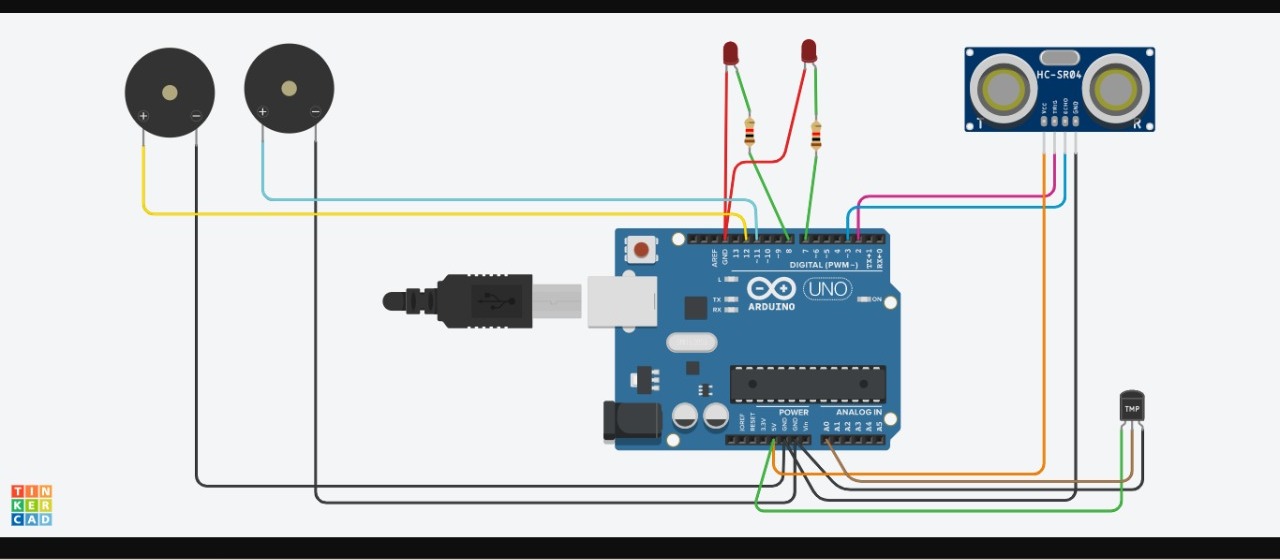 + −
+ −
HC-SR04
VCC
TRIG
ECHO
GND
T R
AREF
GND
13
12
~11
~10
~9
8
7
~6
~5
4
~3
2
TX→1
RX←0
DIGITAL (PWM~)
L
TX
RX
ARDUINO
UNO
ON
IOREF
RESET
3.3V
5V
GND
GND
Vin
POWER
ANALOG IN
A0
A1
A2
A3
A4
A5
TMP
TIN
KER
CAD